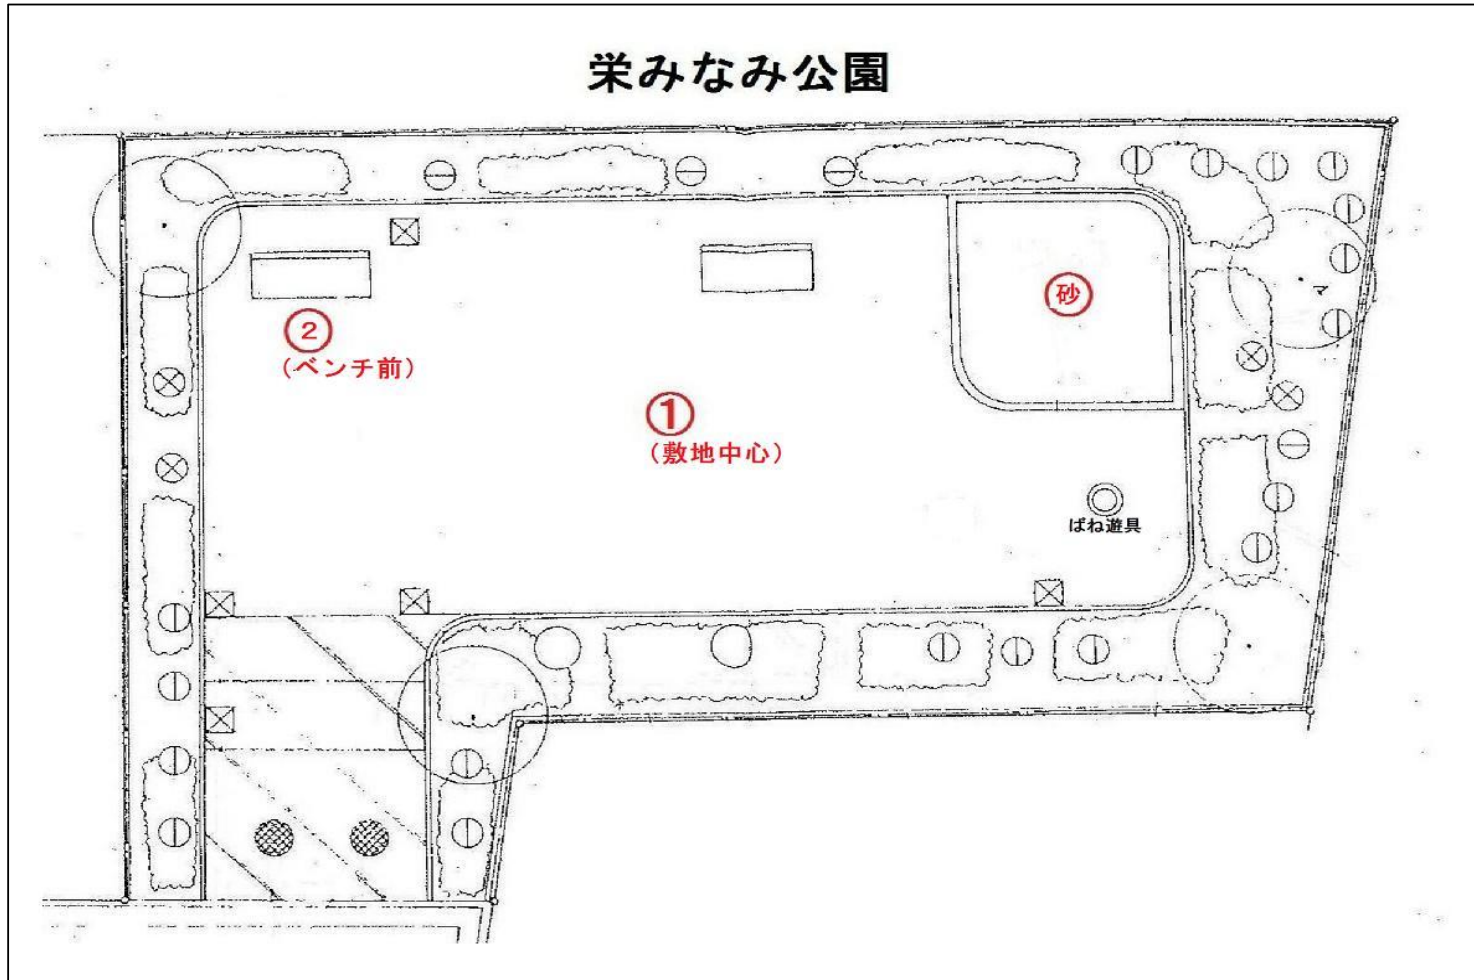 栄みなみ公園
砂
②
（ベンチ前）
マ
①
（敷地中心）
ばね遊具